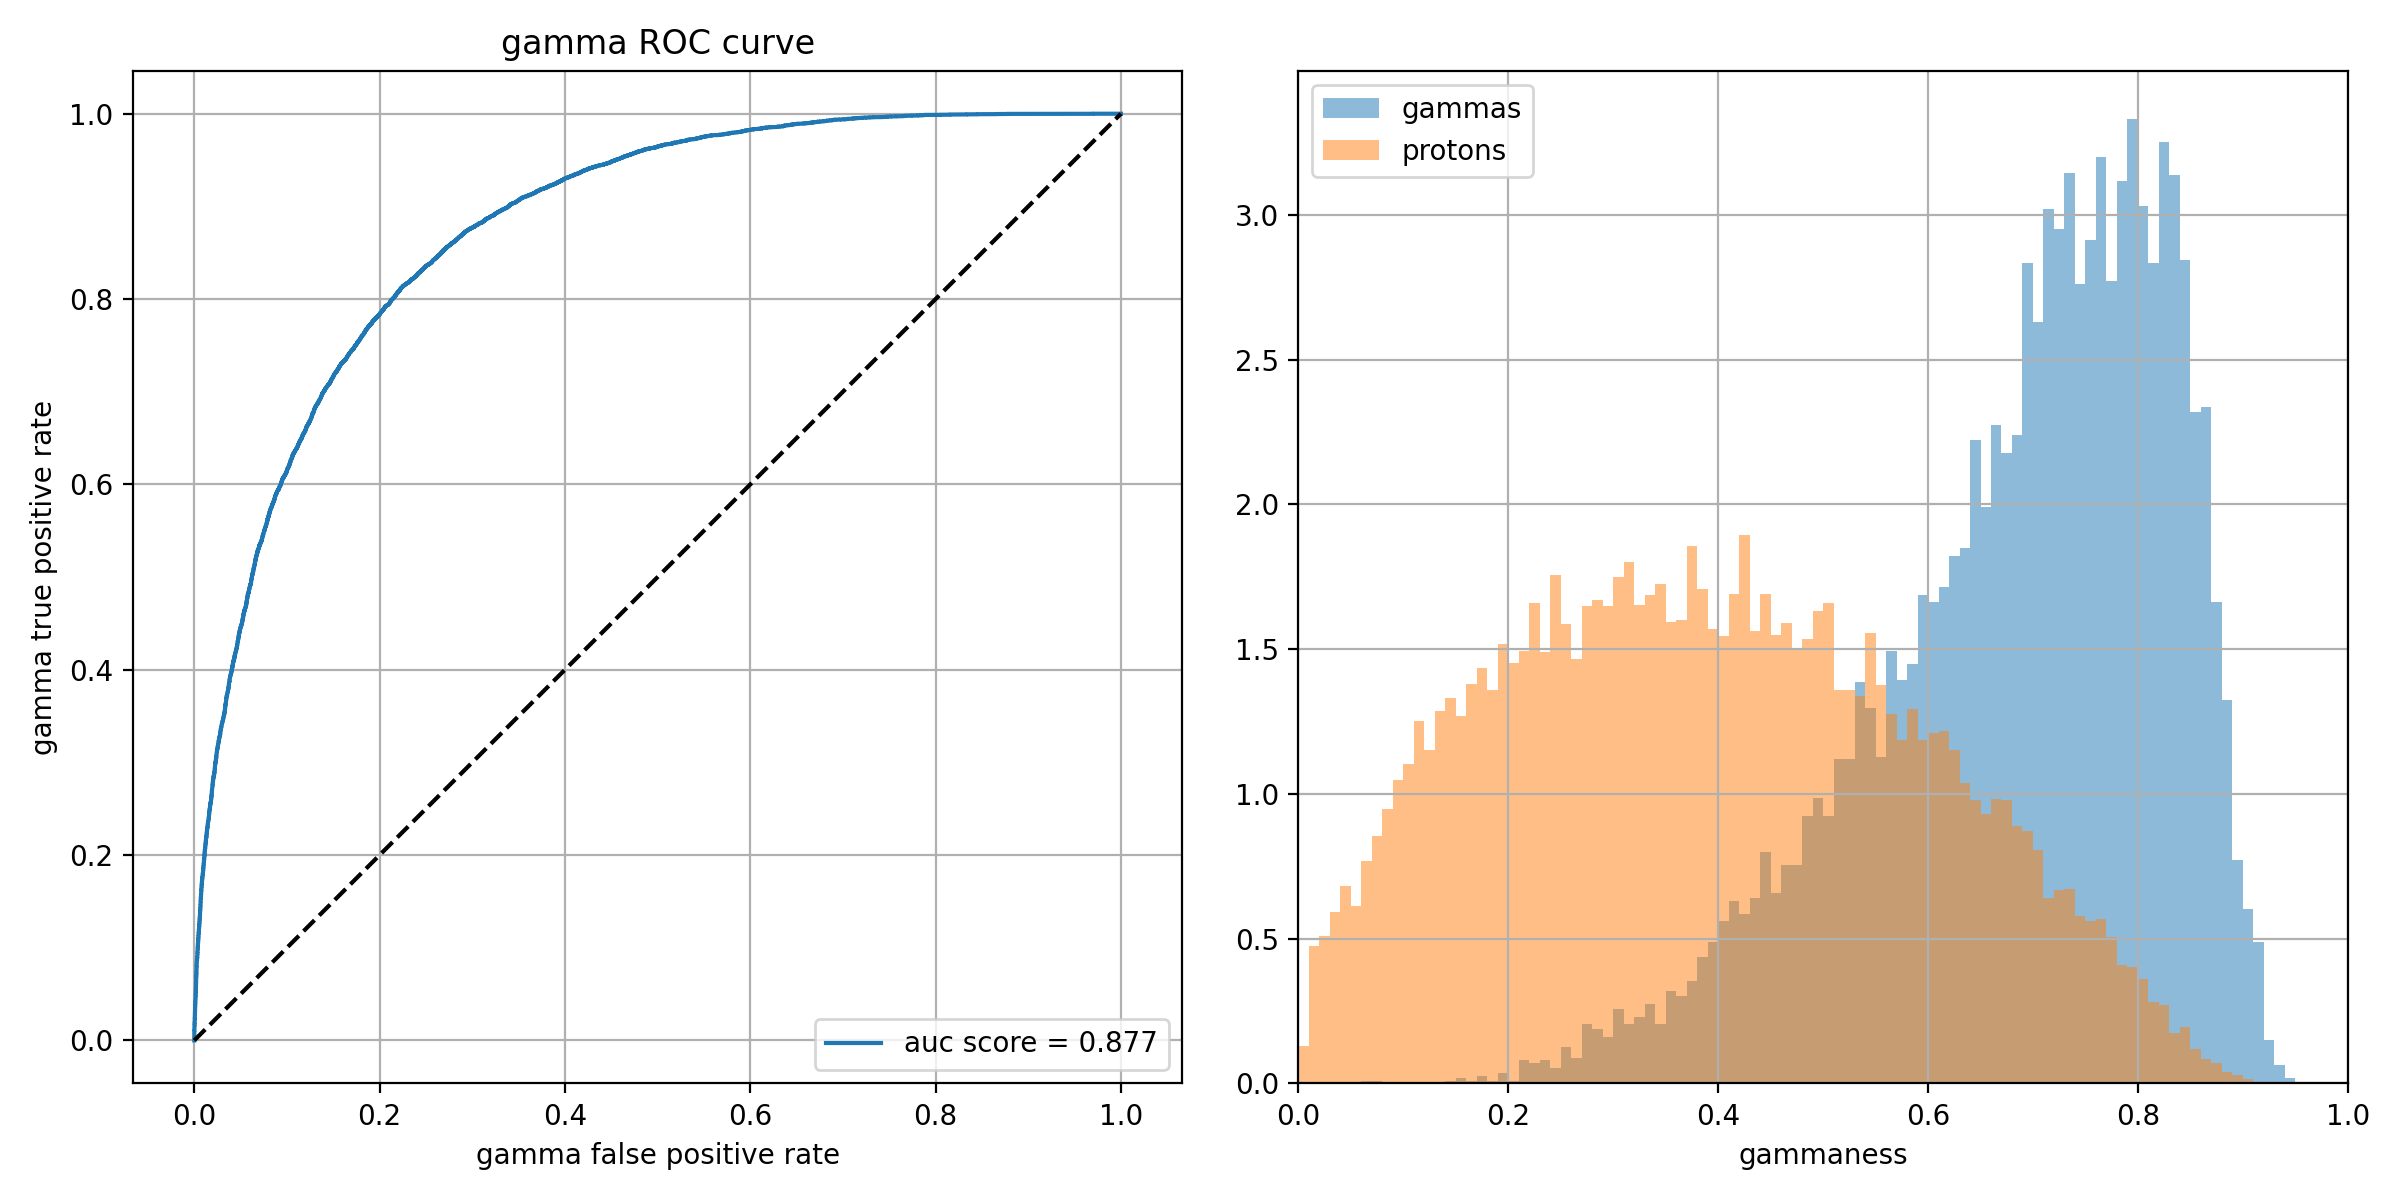 gamma ROC curve
1.0
0.8
0.6
0.4
0.2
0.0
gamma true positive rate
0.0 0.2 0.4 0.6 0.8 1.0
gamma false positive rate
auc score = 0.877
gammas
protons
3.0
2.5
2.0
1.5
1.0
0.5
0.0
0.0 0.2 0.4 0.6 0.8 1.0
gammaness